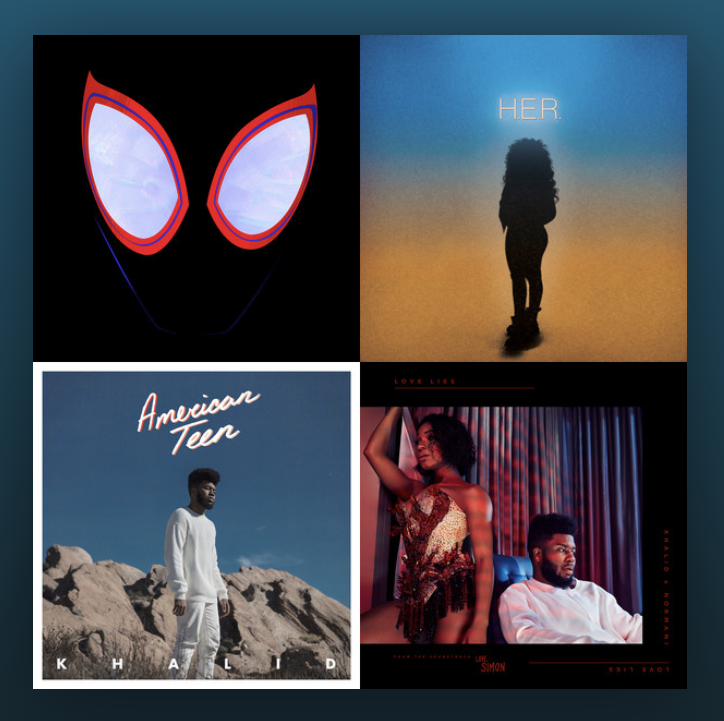 H.E.R.
American
Teen
KHALID
LOVE LIES
KHALID & NORMANI
FROM THE SOUNDTRACK
LOVE,
SIMON
LOVE LIES